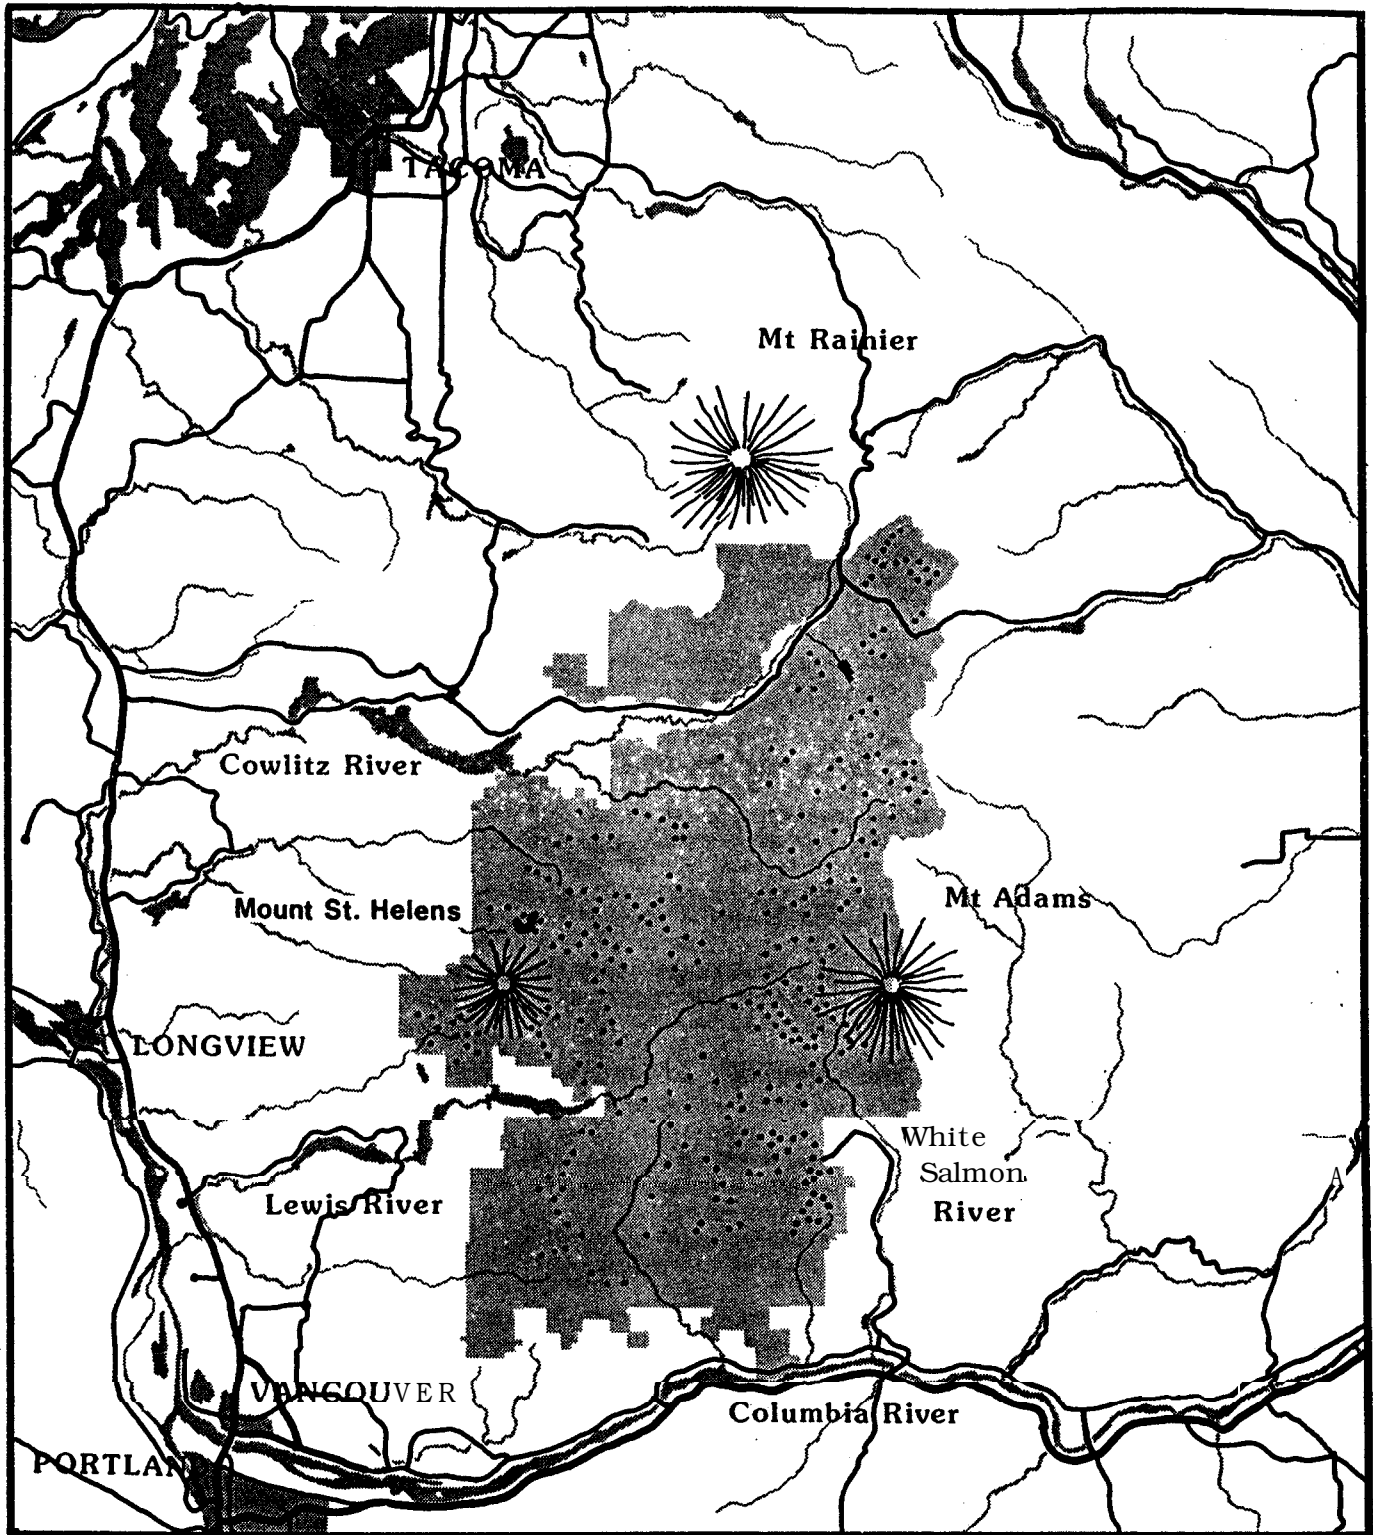 TACOMA
Mt Rainier
Cowlitz River
Mt Adams
Mount St. Helens
LONGVIEW
White
Salmon
River
A
Lewis River
VANCOUVER
Columbia River
PORTLAND